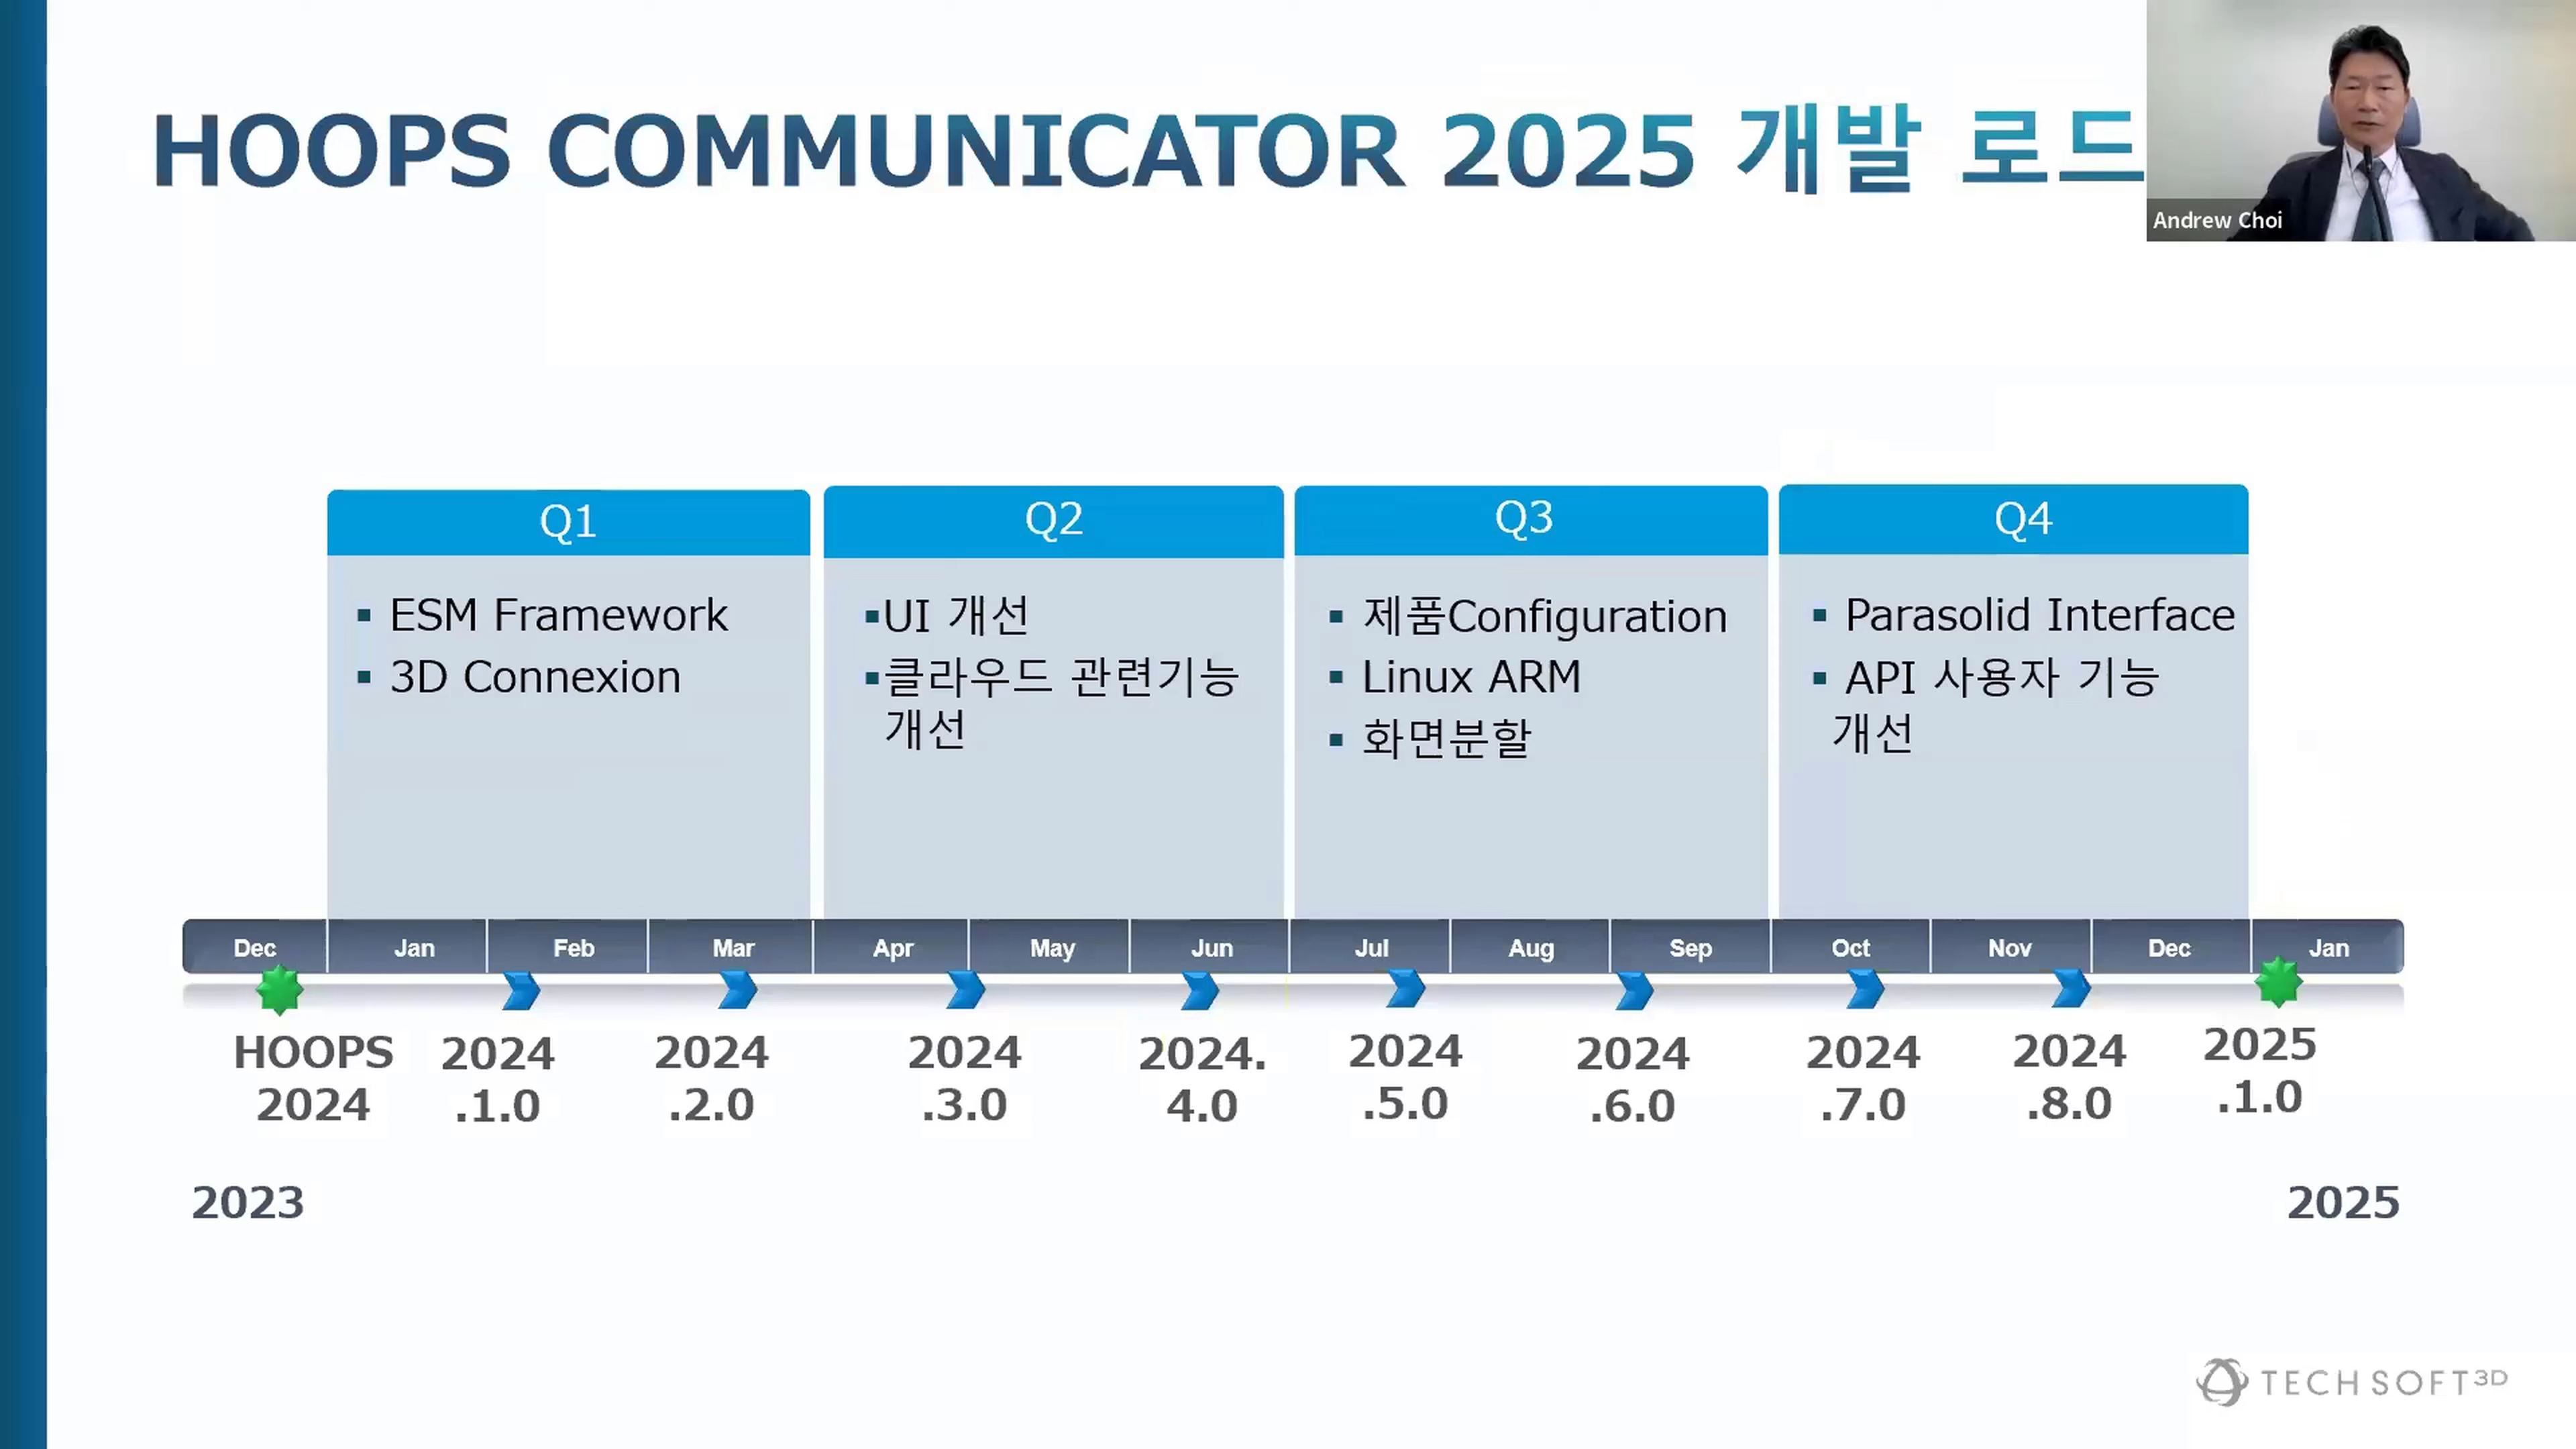 HOOPS COMMUNICATOR 2025 개발 로드
Andrew Choi
Q1
▪ ESM Framework
▪ 3D Connexion
Q2
▪UI 개선
▪클라우드 관련기능
개선
Q3
▪ 제품Configuration
▪ Linux ARM
▪ 화면분할
Q4
▪ Parasolid Interface
▪ API 사용자 기능
개선
Dec Jan Feb Mar Apr May Jun Jul Aug Sep Oct Nov Dec Jan
HOOPS
2024
2024
.1.0
2024
.2.0
2024
.3.0
2024.
4.0
2024
.5.0
2024
.6.0
2024
.7.0
2024
.8.0
2025
.1.0
2023
2025
TECH SOFT 3D